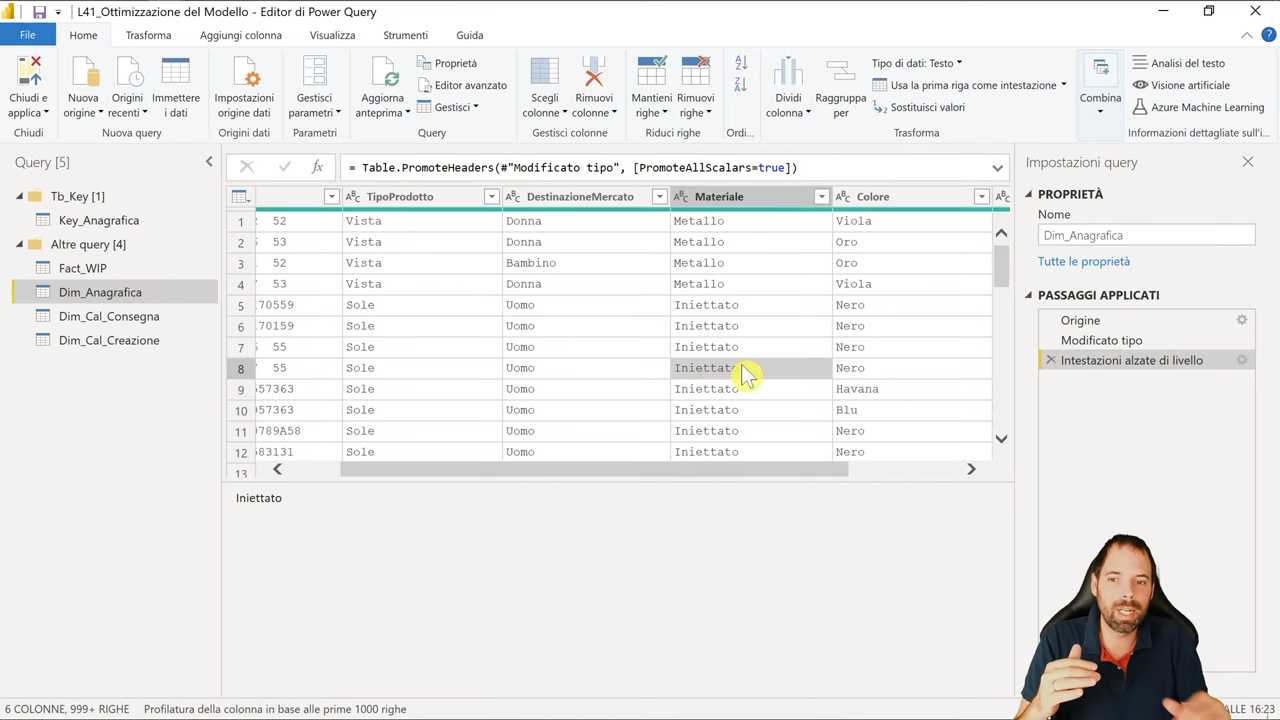 L41_Ottimizzazione del Modello - Editor di Power Query
File Home Trasforma Aggiungi colonna Visualizza Strumenti Guida
Chiudi e applica
Chiudi
Nuova origine
Origini recenti
Immettere i dati
Nuova query
Impostazioni origine dati
Origini dati
Gestisci parametri
Parametri
Aggiorna anteprima
Proprietà
Editor avanzato
Gestisci
Query
Scegli colonne
Rimuovi colonne
Gestisci colonne
Mantieni righe
Rimuovi righe
Riduci righe
Ordi...
Dividi colonna
Raggruppa per
Tipo di dati: Testo
Usa la prima riga come intestazione
Sostituisci valori
Trasforma
Combina
Analisi del testo
Visione artificiale
Azure Machine Learning
Informazioni dettagliate sull'i...
Query [5]
Tb_Key [1]
Key_Anagrafica
Altre query [4]
Fact_WIP
Dim_Anagrafica
Dim_Cal_Consegna
Dim_Cal_Creazione
fx = Table.PromoteHeaders(#"Modificato tipo", [PromoteAllScalars=true])
TipoProdotto DestinazioneMercato Materiale Colore
1 52 Vista Donna Metallo Viola
2 53 Vista Donna Metallo Oro
3 52 Vista Bambino Metallo Oro
4 53 Vista Donna Metallo Viola
5 .70559 Sole Uomo Iniettato Nero
6 .70159 Sole Uomo Iniettato Nero
7 55 Sole Uomo Iniettato Nero
8 55 Sole Uomo Iniettato Nero
9 557363 Sole Uomo Iniettato Havana
10 057363 Sole Uomo Iniettato Blu
11 0789A58 Sole Uomo Iniettato Nero
12 583131 Sole Uomo Iniettato Nero
13
Iniettato
Impostazioni query
PROPRIETÀ
Nome
Dim_Anagrafica
Tutte le proprietà
PASSAGGI APPLICATI
Origine
Modificato tipo
Intestazioni alzate di livello
6 COLONNE, 999+ RIGHE Profilatura della colonna in base alle prime 1000 righe
ALLE 16:23